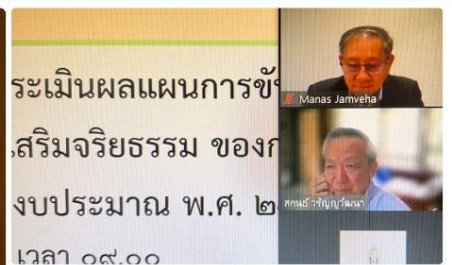 ระเมินผลแผนการขั
เสริมจริยธรรม ของก
งบประมาณ พ.ศ. ๒
เวลา ๐๙.๐๐
Manas Jamveha
สกนธ์ วรัญญูวัฒนา